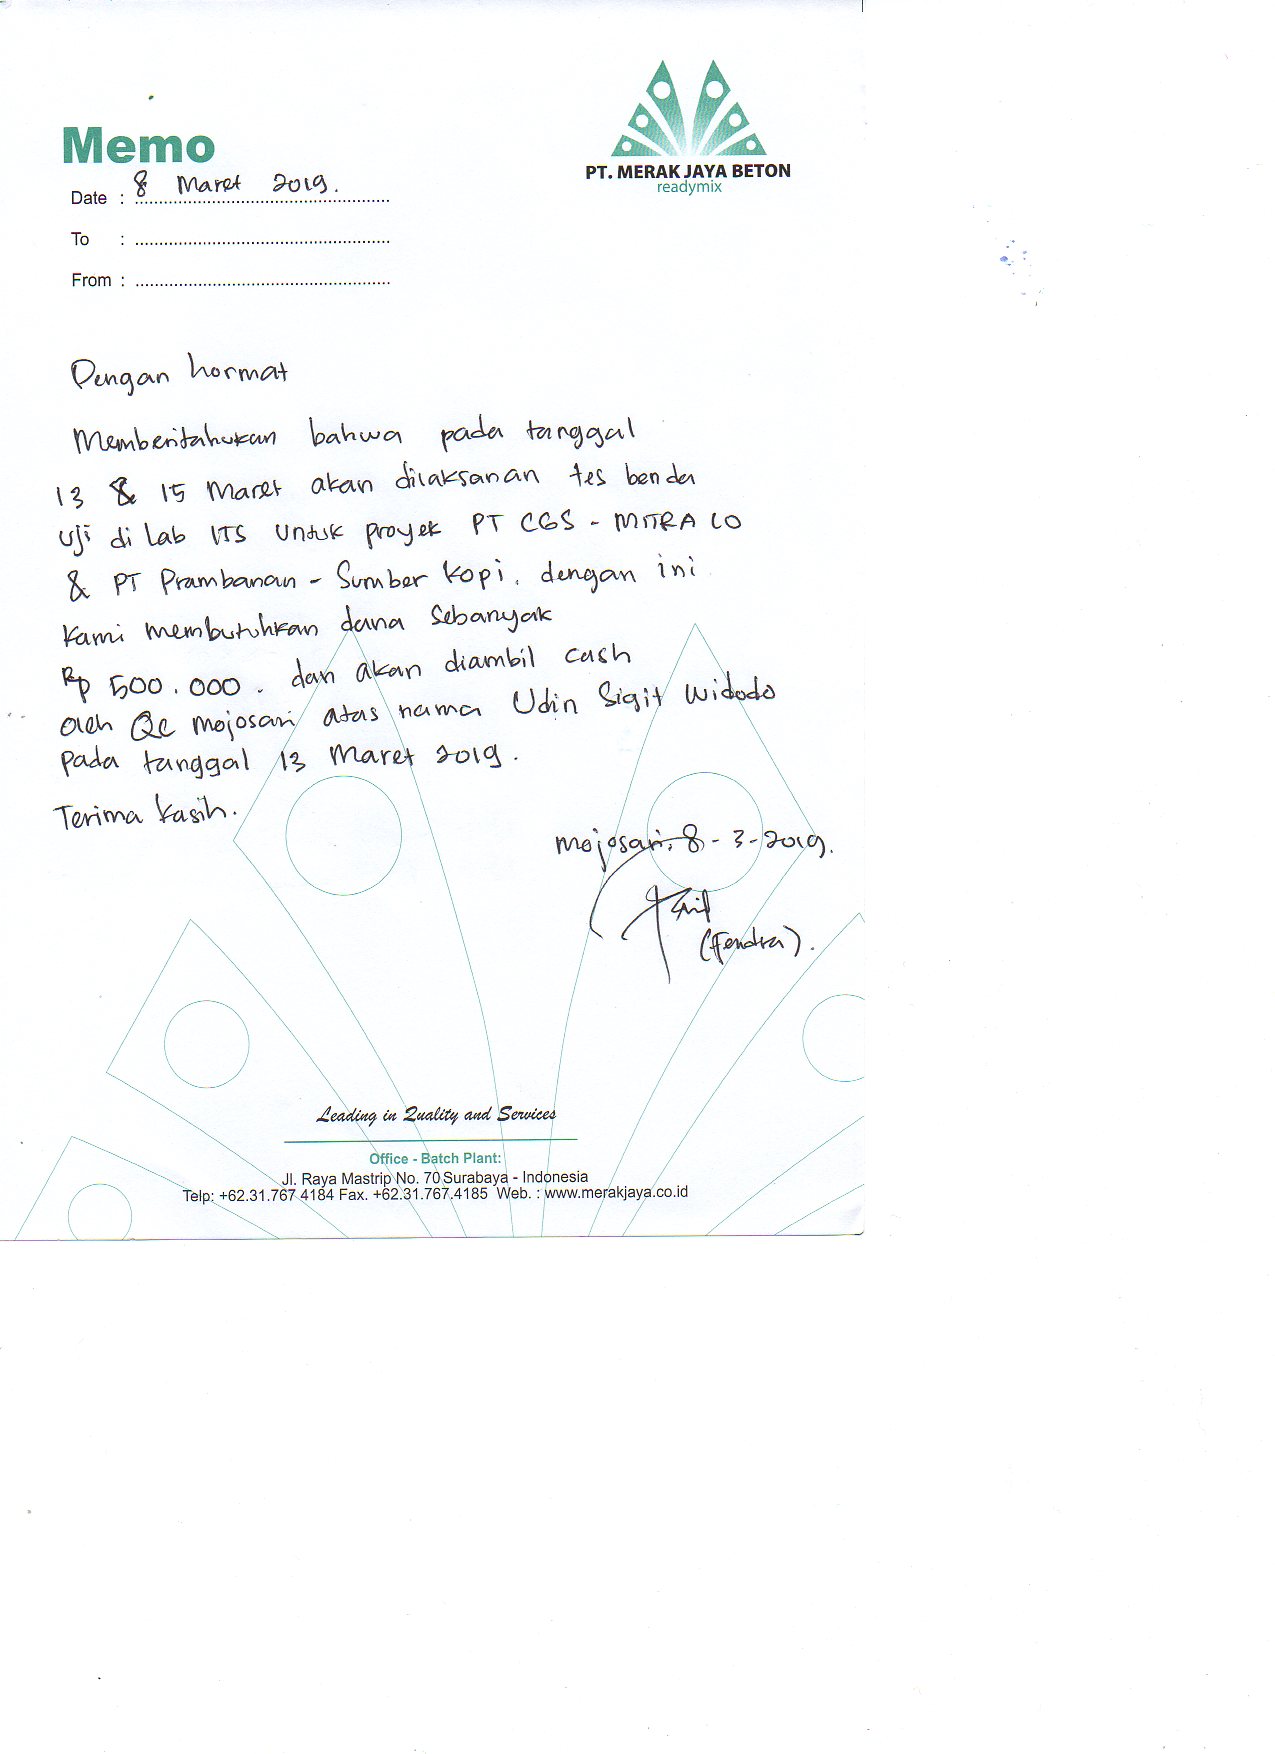 Memo
PT. MERAK JAYA BETON
readymix
Date : 8 Maret 2019.
To :
From :
Dengan hormat
Memberitahukan bahwa pada tanggal
13 & 15 Maret akan dilaksanan tes benda
uji di lab ITS untuk proyek PT CGS - MITRA LO
& PT Prambanan - Sumber Kopi. dengan ini
Kami membutuhkan dana sebanyak
Rp 500.000. dan akan diambil cash
oleh QC Mojosari atas nama Udin Sigit Widodo
pada tanggal 13 Maret 2019.
Terima kasih.
Mojosari, 8 - 3 - 2019.
(Fendra).
Leading in Quality and Services
Office - Batch Plant:
Jl. Raya Mastrip No. 70 Surabaya - Indonesia
Telp: +62.31.767 4184 Fax. +62.31.767.4185 Web. : www.merakjaya.co.id